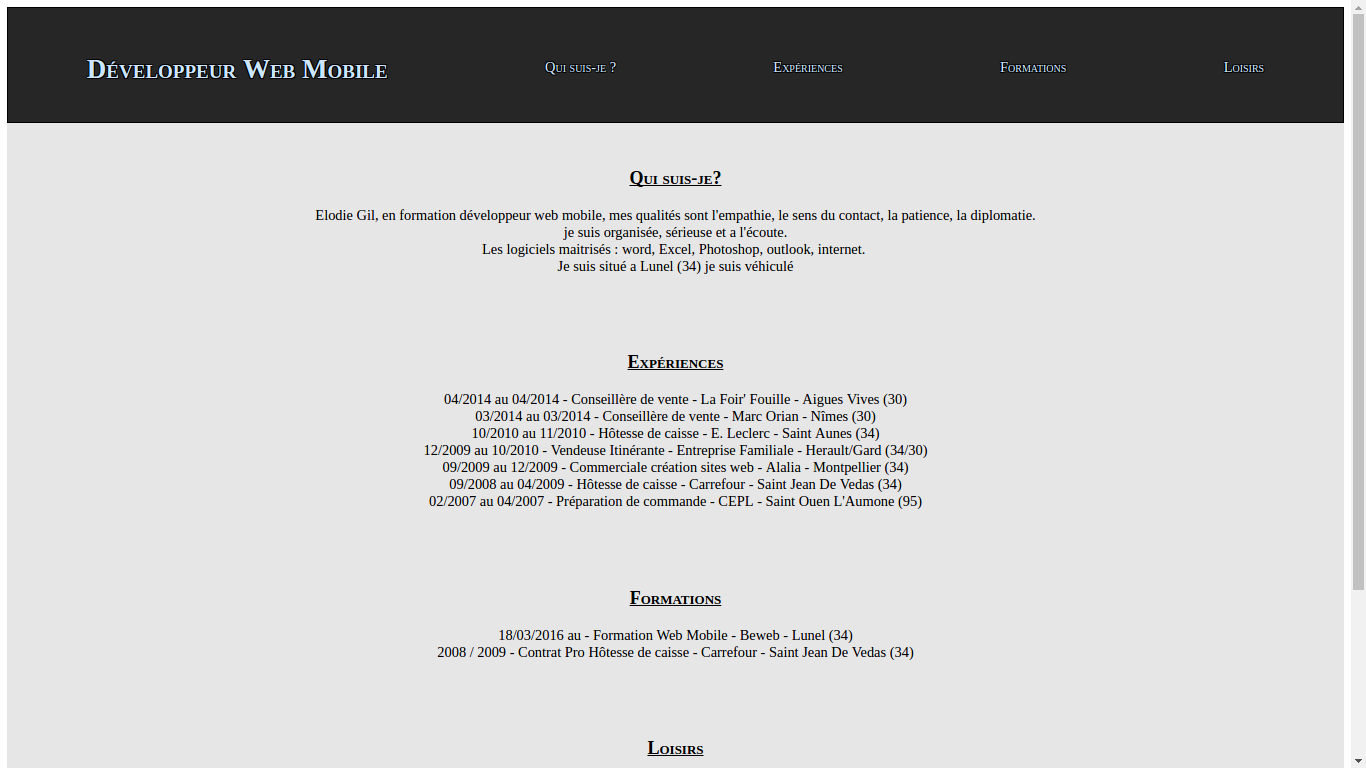 Développeur Web Mobile
Qui suis-je ?
Expériences
Formations
Loisirs
Qui suis-je?
Elodie Gil, en formation développeur web mobile, mes qualités sont l'empathie, le sens du contact, la patience, la diplomatie.
je suis organisée, sérieuse et a l'écoute.
Les logiciels maitrisés : word, Excel, Photoshop, outlook, internet.
Je suis situé a Lunel (34) je suis véhiculé
Expériences
04/2014 au 04/2014 - Conseillère de vente - La Foir' Fouille - Aigues Vives (30)
03/2014 au 03/2014 - Conseillère de vente - Marc Orian - Nîmes (30)
10/2010 au 11/2010 - Hôtesse de caisse - E. Leclerc - Saint Aunes (34)
12/2009 au 10/2010 - Vendeuse Itinérante - Entreprise Familiale - Herault/Gard (34/30)
09/2009 au 12/2009 - Commerciale création sites web - Alalia - Montpellier (34)
09/2008 au 04/2009 - Hôtesse de caisse - Carrefour - Saint Jean De Vedas (34)
02/2007 au 04/2007 - Préparation de commande - CEPL - Saint Ouen L'Aumone (95)
Formations
18/03/2016 au - Formation Web Mobile - Beweb - Lunel (34)
2008 / 2009 - Contrat Pro Hôtesse de caisse - Carrefour - Saint Jean De Vedas (34)
Loisirs